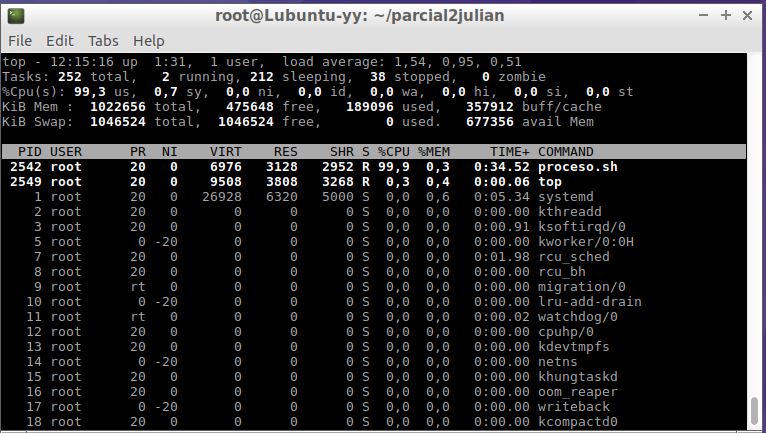 root@Lubuntu-yy: ~/parcial2julian
File Edit Tabs Help
top - 12:15:16 up  1:31,  1 user,  load average: 1,54, 0,95, 0,51
Tasks: 252 total,   2 running, 212 sleeping,  38 stopped,   0 zombie
%Cpu(s): 99,3 us,  0,7 sy,  0,0 ni,  0,0 id,  0,0 wa,  0,0 hi,  0,0 si,  0,0 st
KiB Mem :  1022656 total,   475648 free,   189096 used,   357912 buff/cache
KiB Swap:  1046524 total,  1046524 free,        0 used.   677356 avail Mem
PID USER      PR  NI    VIRT    RES    SHR S %CPU %MEM     TIME+ COMMAND
2542 root      20   0    6976   3128   2952 R 99,9  0,3   0:34.52 proceso.sh
2549 root      20   0    9508   3808   3268 R  0,3  0,4   0:00.06 top
1 root      20   0   26928   6320   5000 S  0,0  0,6   0:05.34 systemd
2 root      20   0       0      0      0 S  0,0  0,0   0:00.00 kthreadd
3 root      20   0       0      0      0 S  0,0  0,0   0:00.91 ksoftirqd/0
5 root       0 -20       0      0      0 S  0,0  0,0   0:00.00 kworker/0:0H
7 root      20   0       0      0      0 S  0,0  0,0   0:01.98 rcu_sched
8 root      20   0       0      0      0 S  0,0  0,0   0:00.00 rcu_bh
9 root      rt   0       0      0      0 S  0,0  0,0   0:00.00 migration/0
10 root       0 -20       0      0      0 S  0,0  0,0   0:00.00 lru-add-drain
11 root      rt   0       0      0      0 S  0,0  0,0   0:00.02 watchdog/0
12 root      20   0       0      0      0 S  0,0  0,0   0:00.00 cpuhp/0
13 root      20   0       0      0      0 S  0,0  0,0   0:00.00 kdevtmpfs
14 root       0 -20       0      0      0 S  0,0  0,0   0:00.00 netns
15 root      20   0       0      0      0 S  0,0  0,0   0:00.00 khungtaskd
16 root      20   0       0      0      0 S  0,0  0,0   0:00.00 oom_reaper
17 root       0 -20       0      0      0 S  0,0  0,0   0:00.00 writeback
18 root      20   0       0      0      0 S  0,0  0,0   0:00.00 kcompactd0